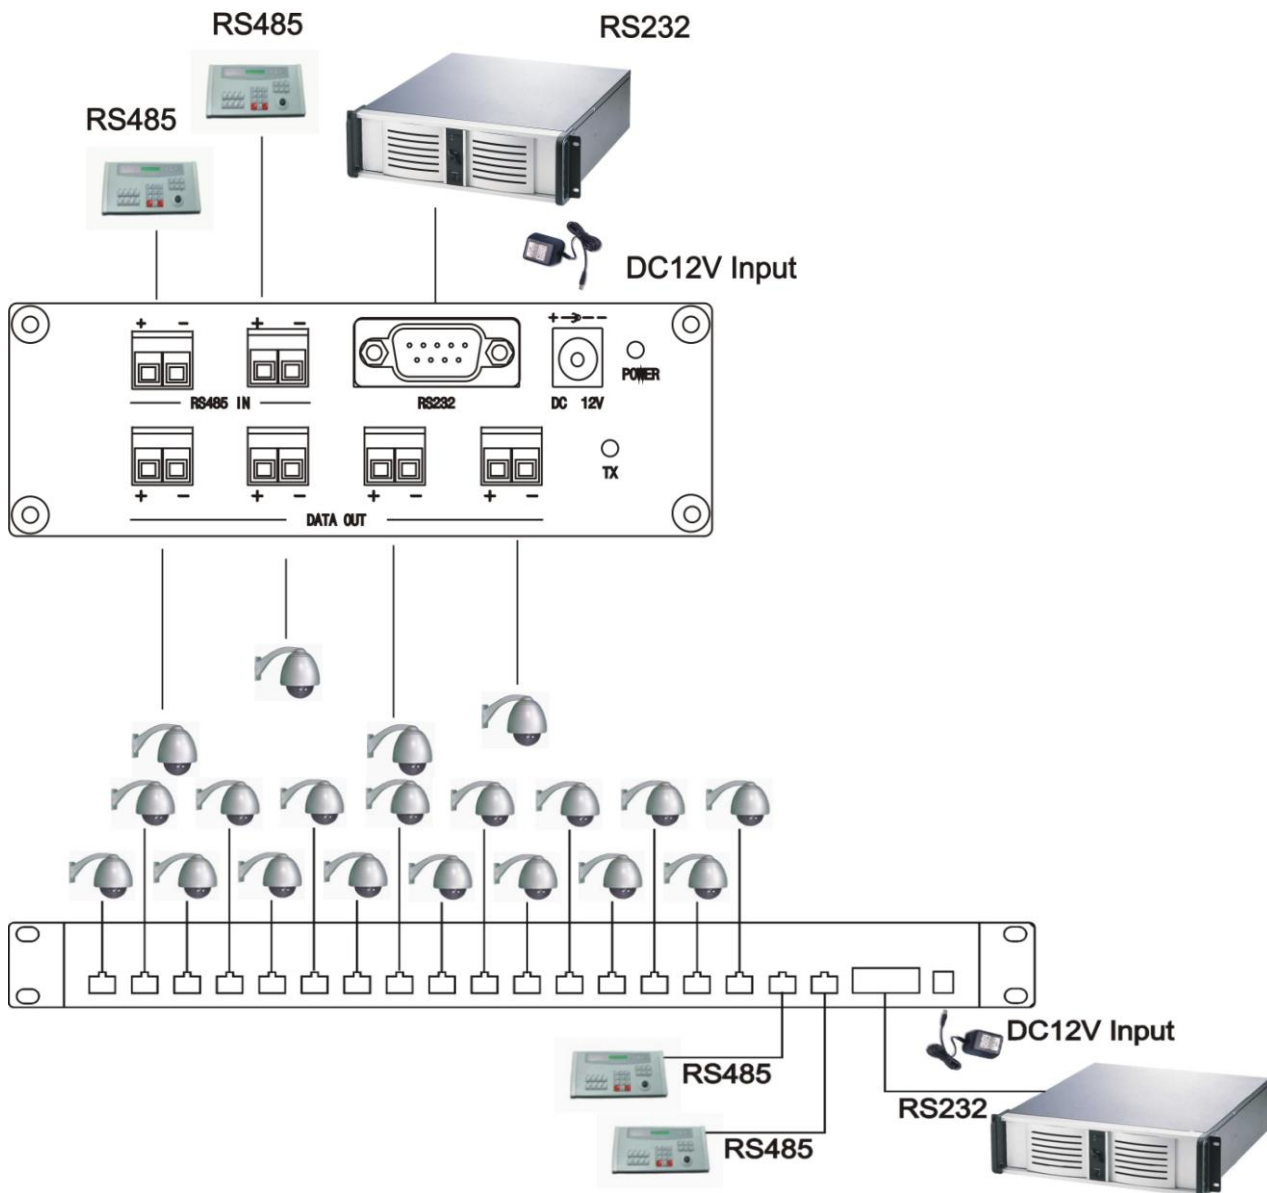 RS485
RS232
RS485
DC12V Input
+ - + - + - -
POWER
RS485 IN RS232 DC 12V
TX
+ - + - + - + -
DATA OUT
DC12V Input
RS485
RS232
RS485